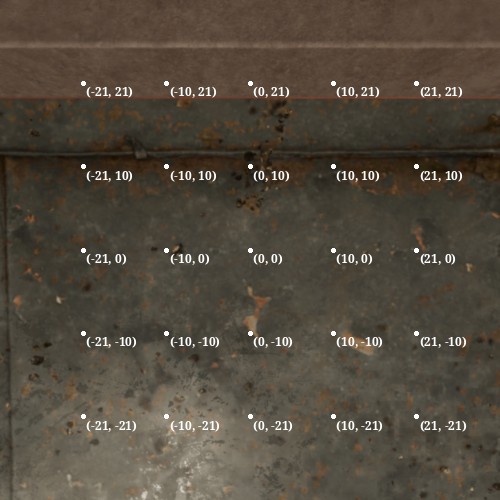 (-21, 21) (-10, 21) (0, 21) (10, 21) (21, 21)
(-21, 10) (-10, 10) (0, 10) (10, 10) (21, 10)
(-21, 0) (-10, 0) (0, 0) (10, 0) (21, 0)
(-21, -10) (-10, -10) (0, -10) (10, -10) (21, -10)
(-21, -21) (-10, -21) (0, -21) (10, -21) (21, -21)